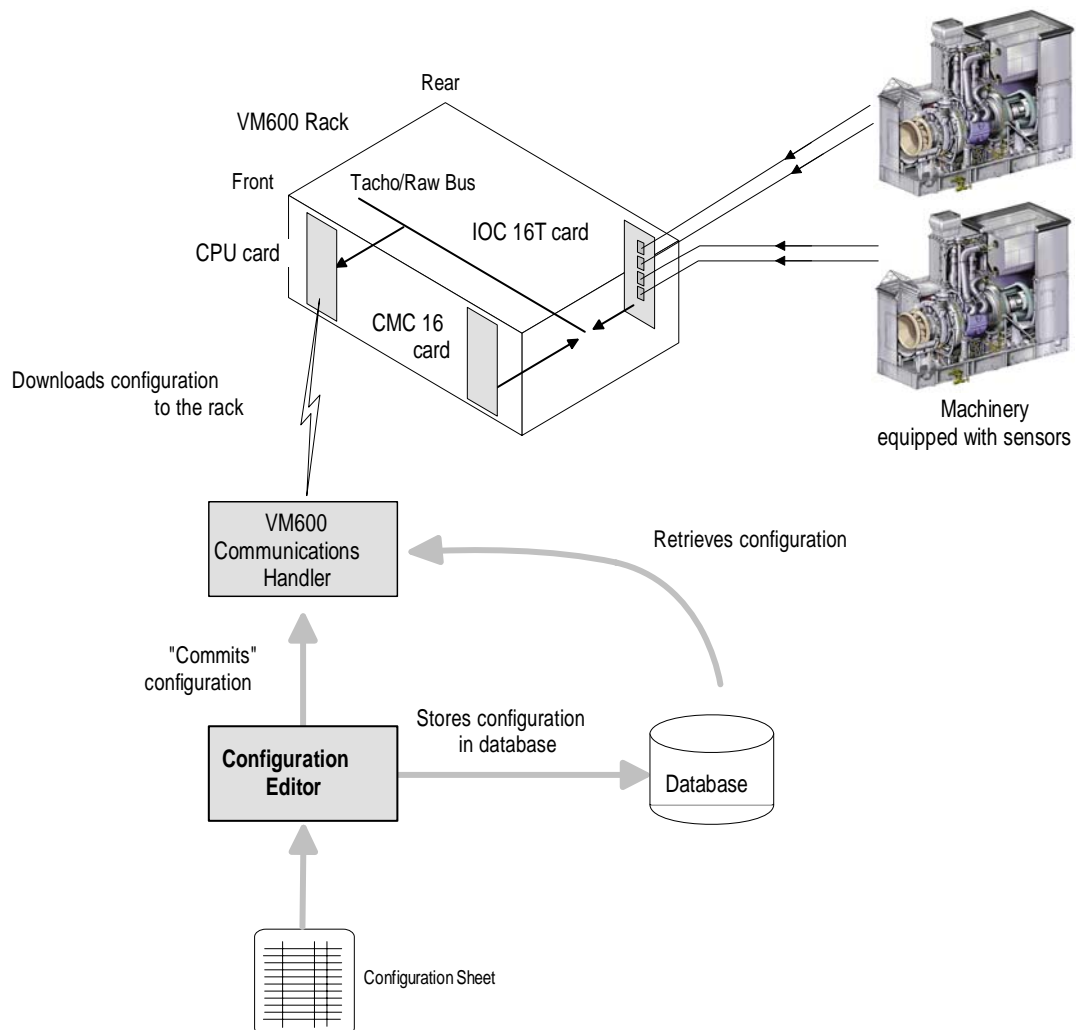 Rear
VM600 Rack
Front
Tacho/Raw Bus
IOC 16T card
CPU card
CMC 16
card
Downloads configuration
to the rack
Machinery
equipped with sensors
VM600
Communications
Handler
Retrieves configuration
"Commits"
configuration
Stores configuration
in database
Configuration
Editor
Database
Configuration Sheet